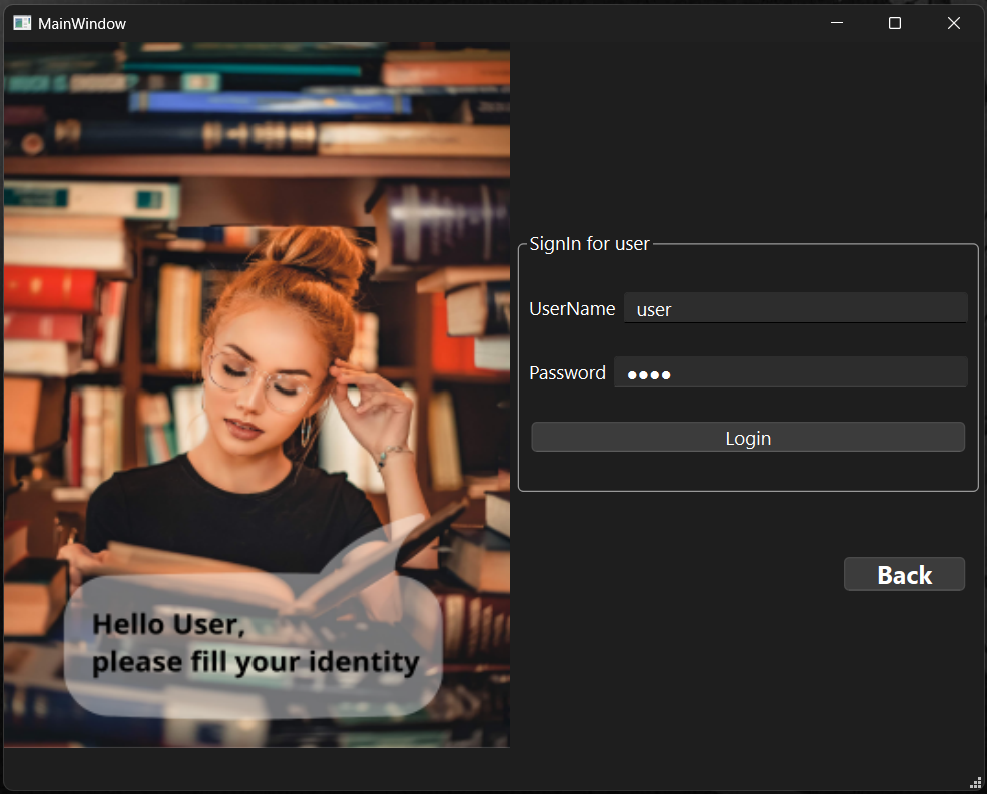 MainWindow
SignIn for user
UserName user
Password ●●●●
Login
Back
Hello User,
please fill your identity